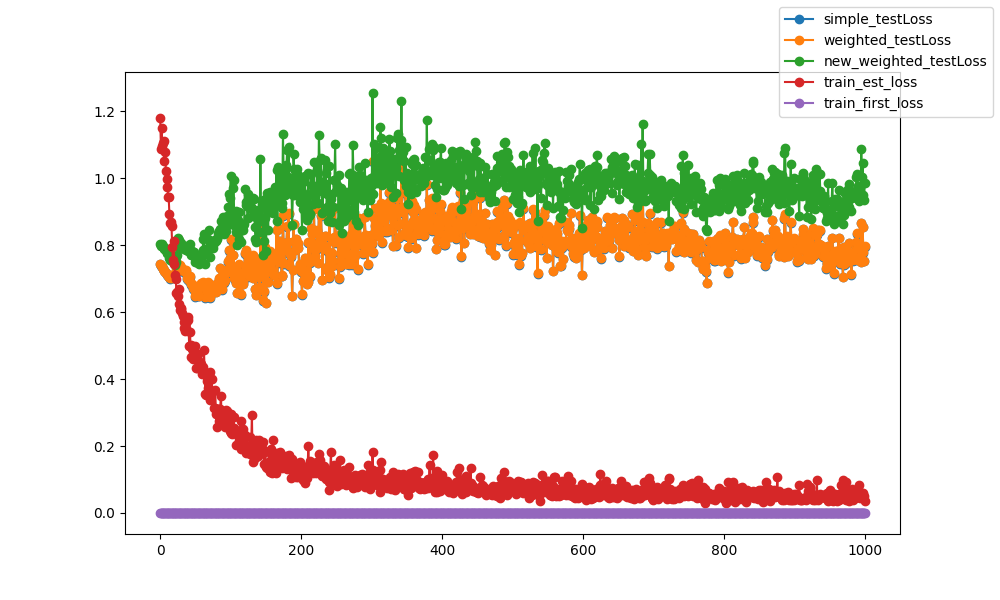 simple_testLoss
weighted_testLoss
new_weighted_testLoss
train_est_loss
train_first_loss
1.2
1.0
0.8
0.6
0.4
0.2
0.0
0 200 400 600 800 1000